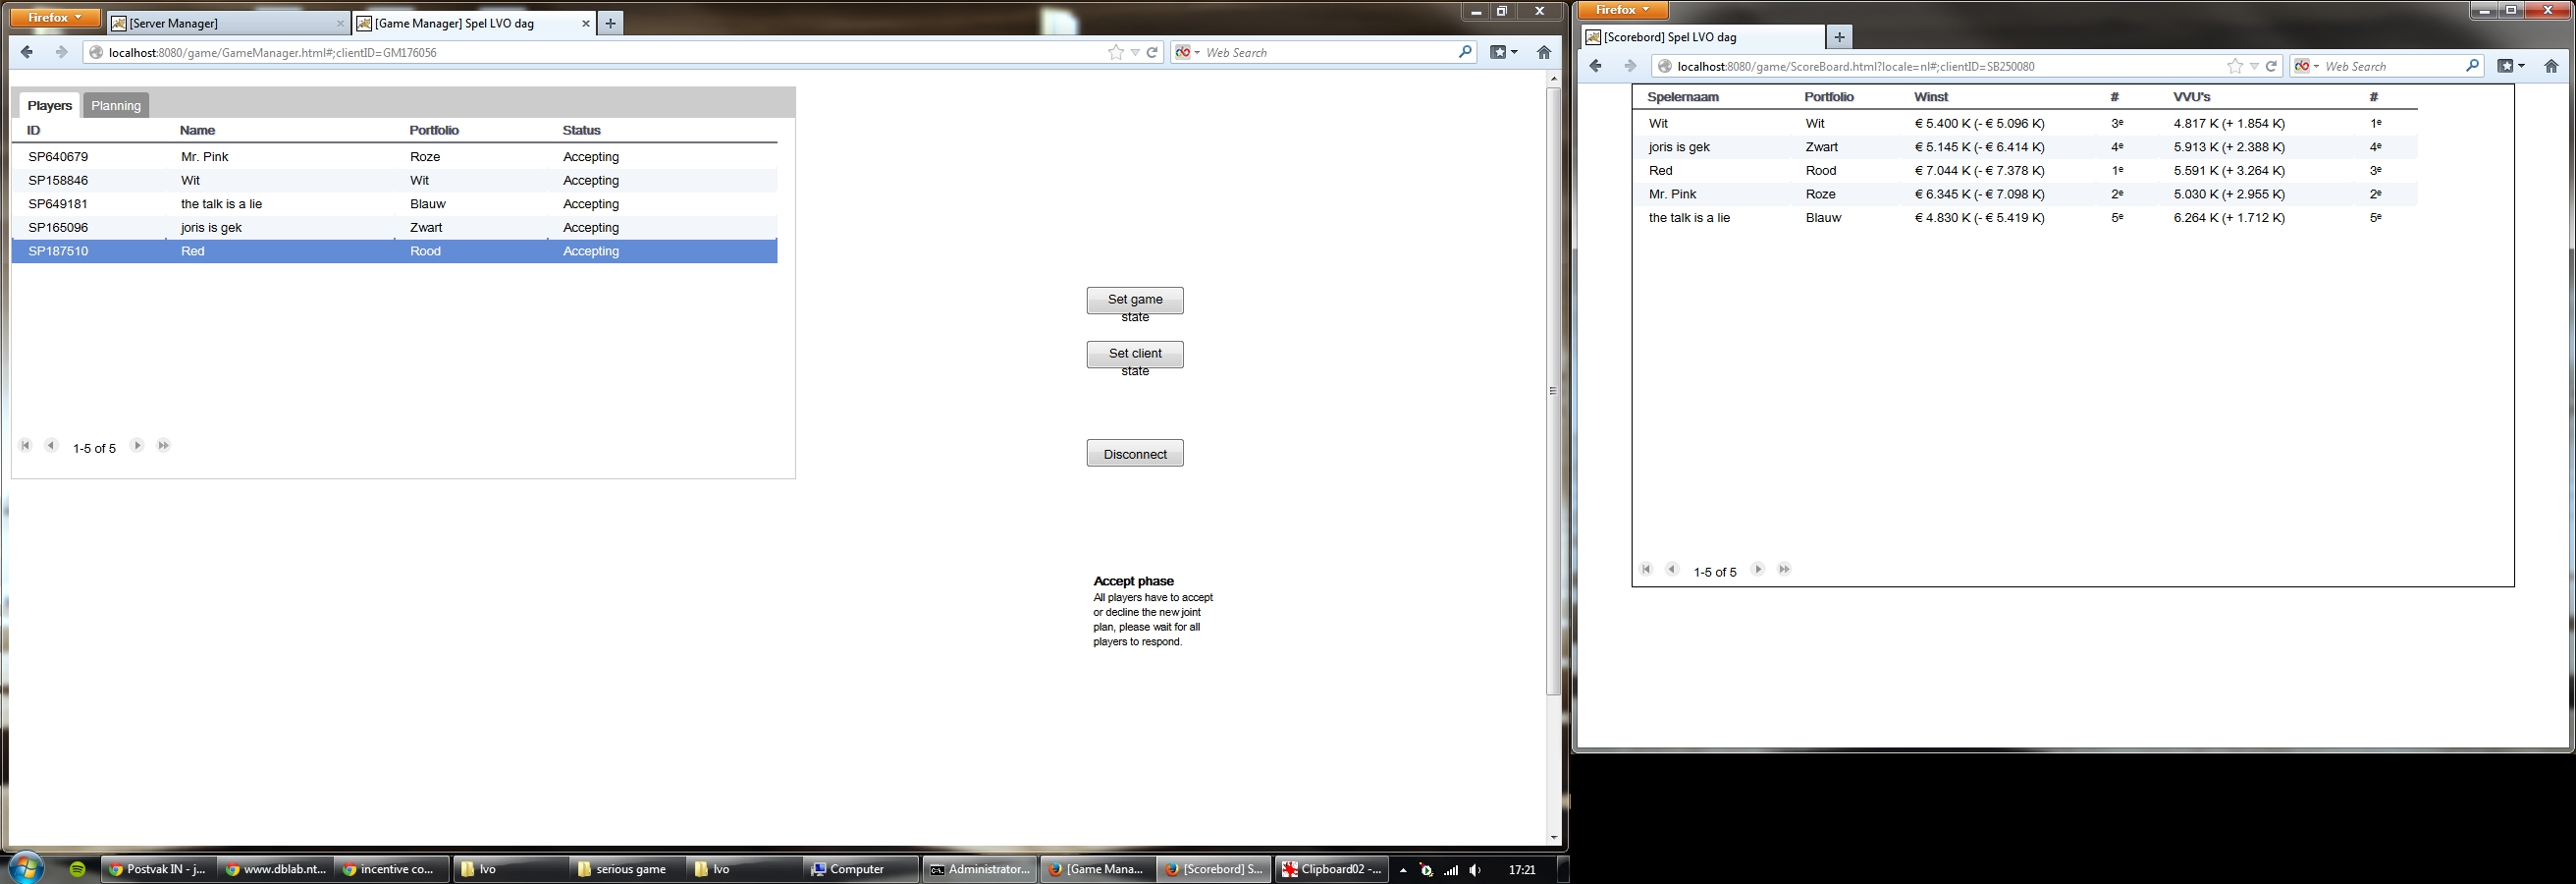 Firefox
[Server Manager]
[Game Manager] Spel LVO dag
localhost:8080/game/GameManager.html#;clientID=GM176056
Web Search
Players Planning
ID Name Portfolio Status
SP640679 Mr. Pink Roze Accepting
SP158846 Wit Wit Accepting
SP649181 the talk is a lie Blauw Accepting
SP165096 joris is gek Zwart Accepting
SP187510 Red Rood Accepting
1-5 of 5
Set game
state
Set client
state
Disconnect
Accept phase
All players have to accept
or decline the new joint
plan, please wait for all
players to respond.
Firefox
[Scorebord] Spel LVO dag
localhost:8080/game/ScoreBoard.html?locale=nl#;clientID=SB250080
Web Search
Spelernaam Portfolio Winst # VVU's #
Wit Wit € 5.400 K (- € 5.096 K) 3e 4.817 K (+ 1.854 K) 1e
joris is gek Zwart € 5.145 K (- € 6.414 K) 4e 5.913 K (+ 2.388 K) 4e
Red Rood € 7.044 K (- € 7.378 K) 1e 5.591 K (+ 3.264 K) 3e
Mr. Pink Roze € 6.345 K (- € 7.098 K) 2e 5.030 K (+ 2.955 K) 2e
the talk is a lie Blauw € 4.830 K (- € 5.419 K) 5e 6.264 K (+ 1.712 K) 5e
1-5 of 5
Postvak IN - j... www.dblab.nt... incentive co... lvo serious game lvo Computer Administrator... [Game Mana... [Scorebord] S... Clipboard02 -... 17:21